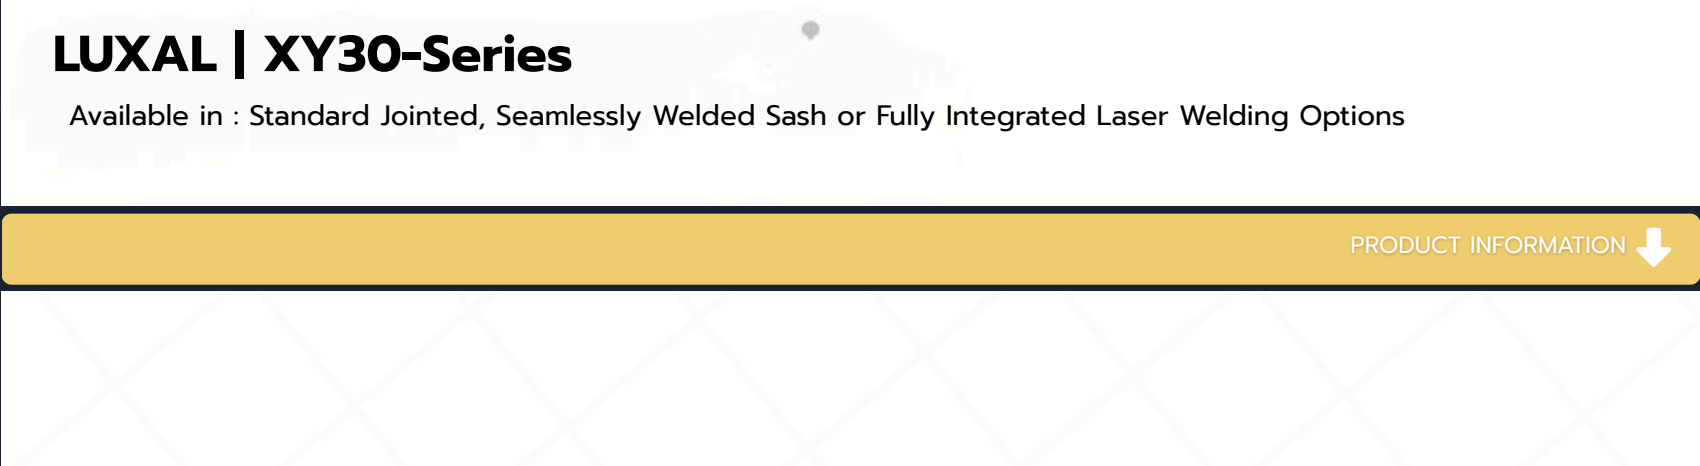 LUXAL | XY30-Series
Available in : Standard Jointed, Seamlessly Welded Sash or Fully Integrated Laser Welding Options
PRODUCT INFORMATION